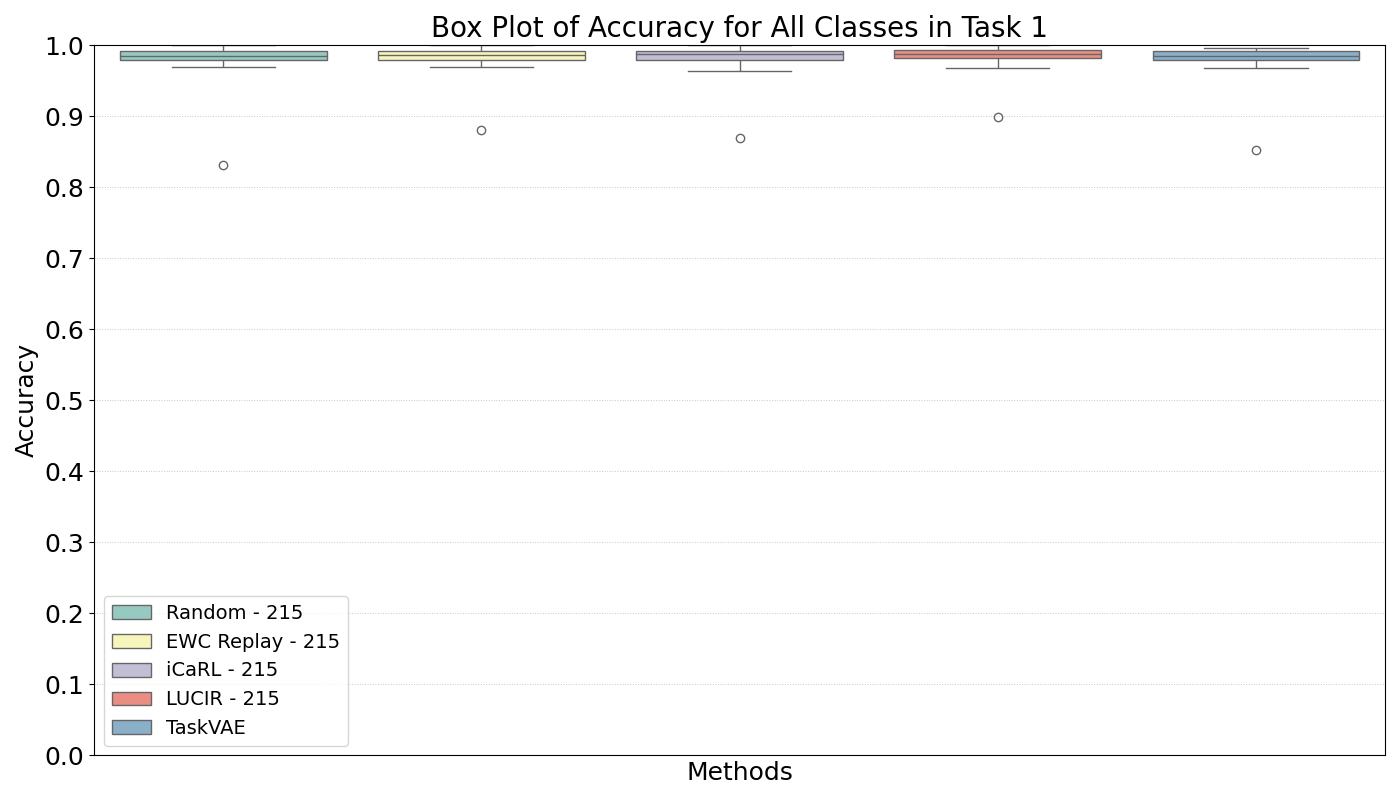 Box Plot of Accuracy for All Classes in Task 1
1.0
0.9
0.8
0.7
0.6
0.5
0.4
0.3
0.2
0.1
0.0
Accuracy
Random - 215
EWC Replay - 215
iCaRL - 215
LUCIR - 215
TaskVAE
Methods